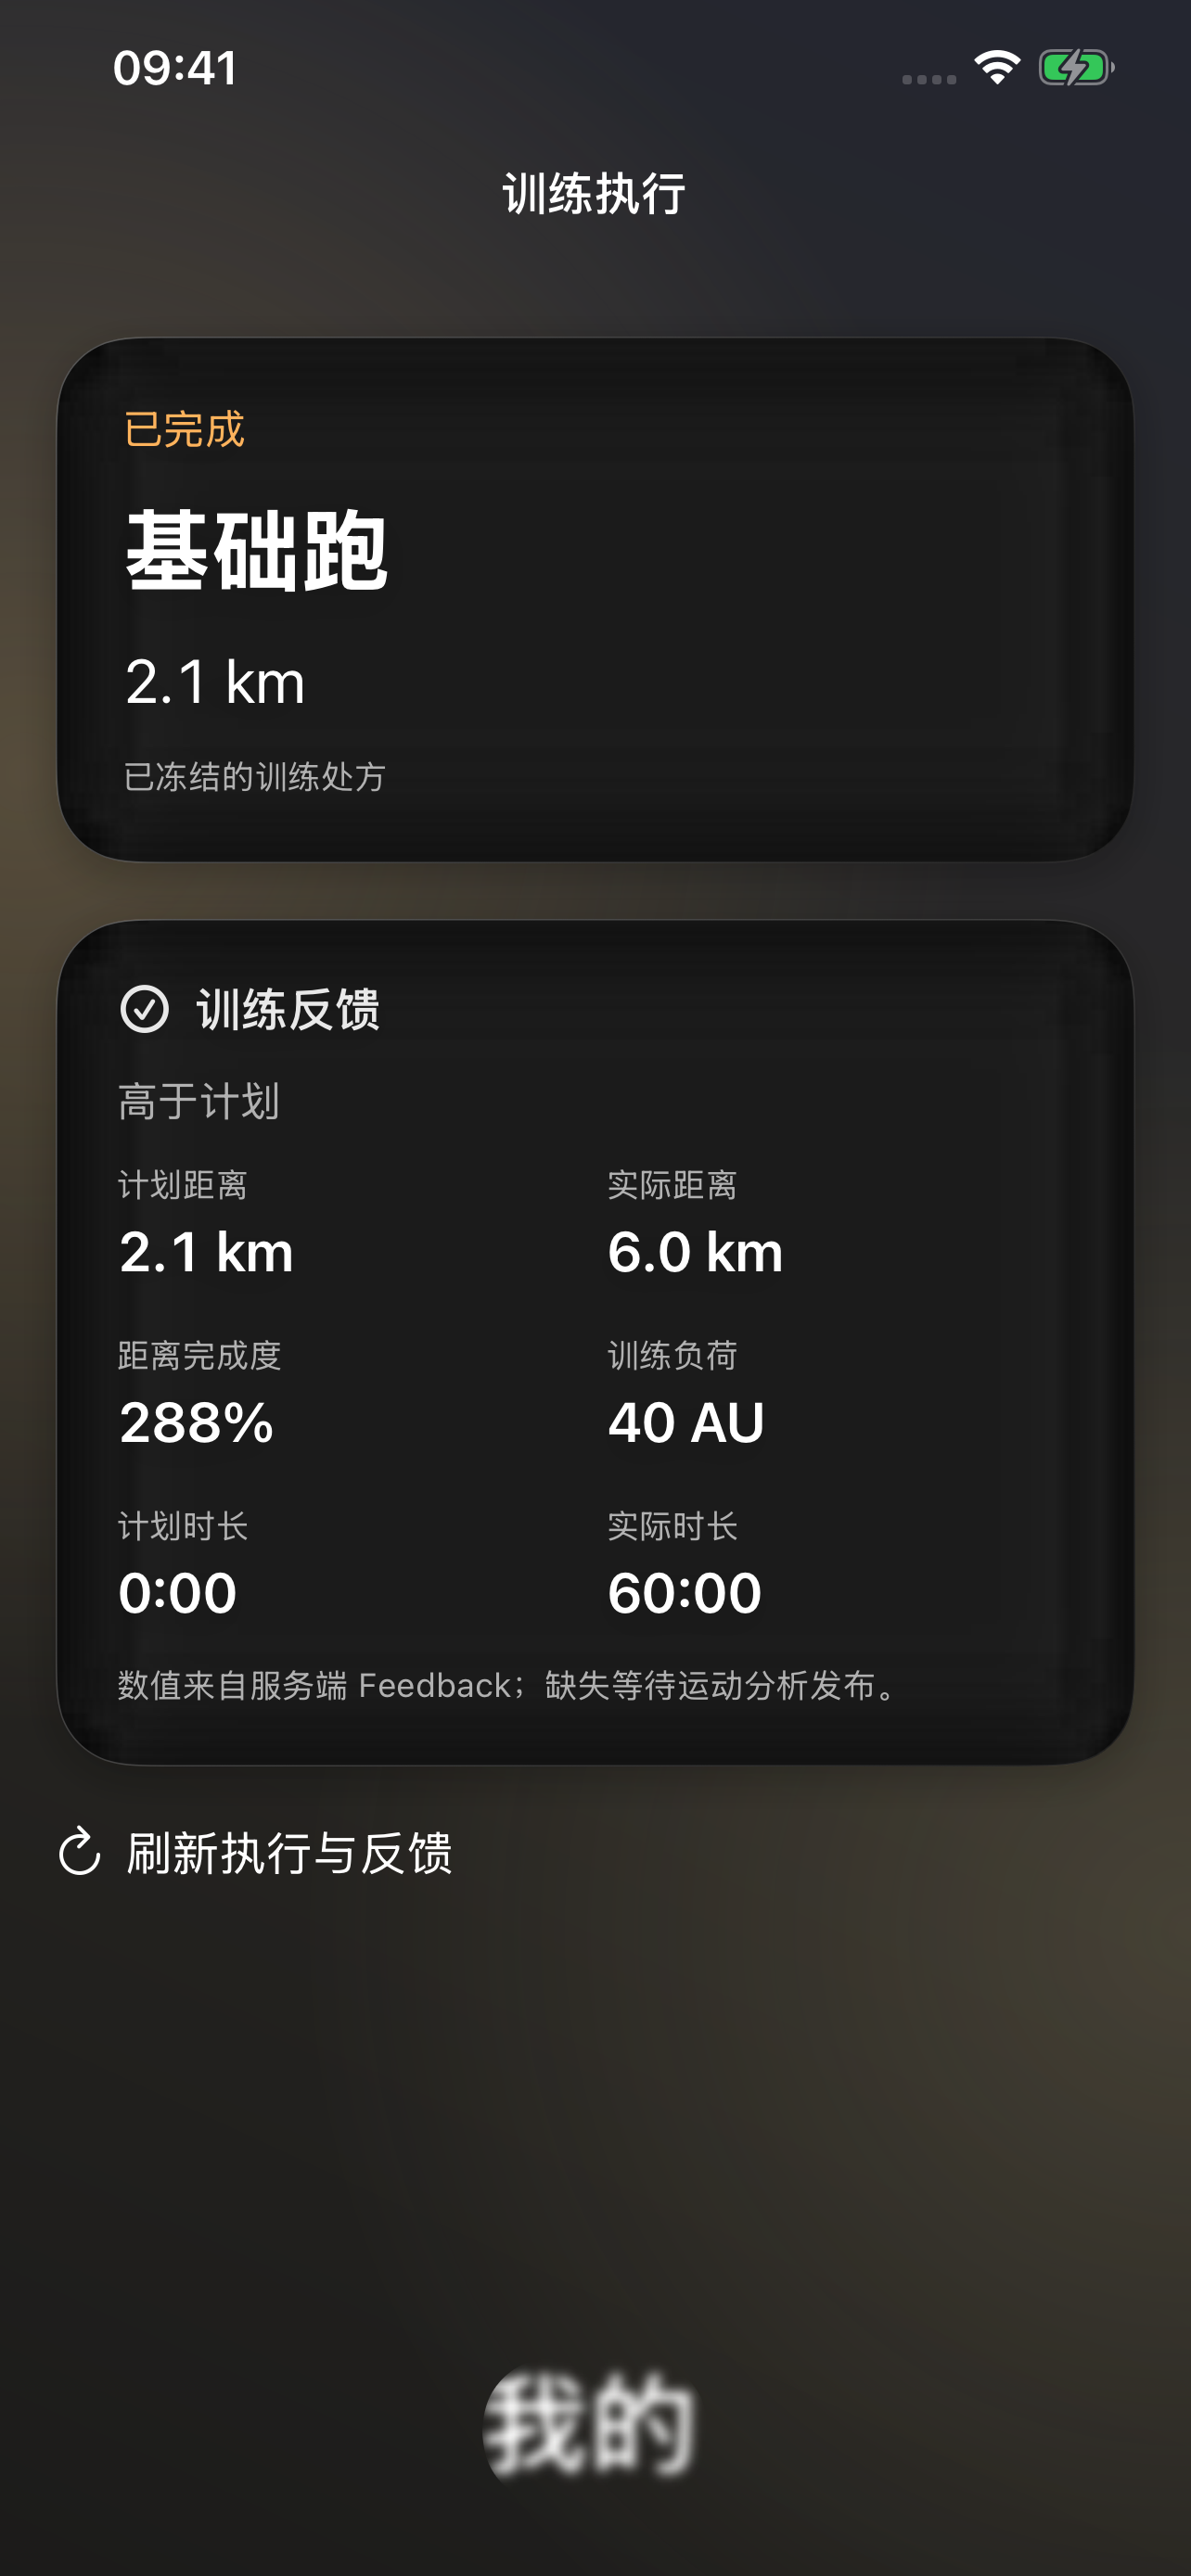 09:41
训练执行
已完成
基础跑
2.1 km
已冻结的训练处方
训练反馈
高于计划
计划距离
实际距离
2.1 km
6.0 km
距离完成度
训练负荷
288%
40 AU
计划时长
实际时长
0:00
60:00
数值来自服务端 Feedback；缺失等待运动分析发布。
刷新执行与反馈
我的